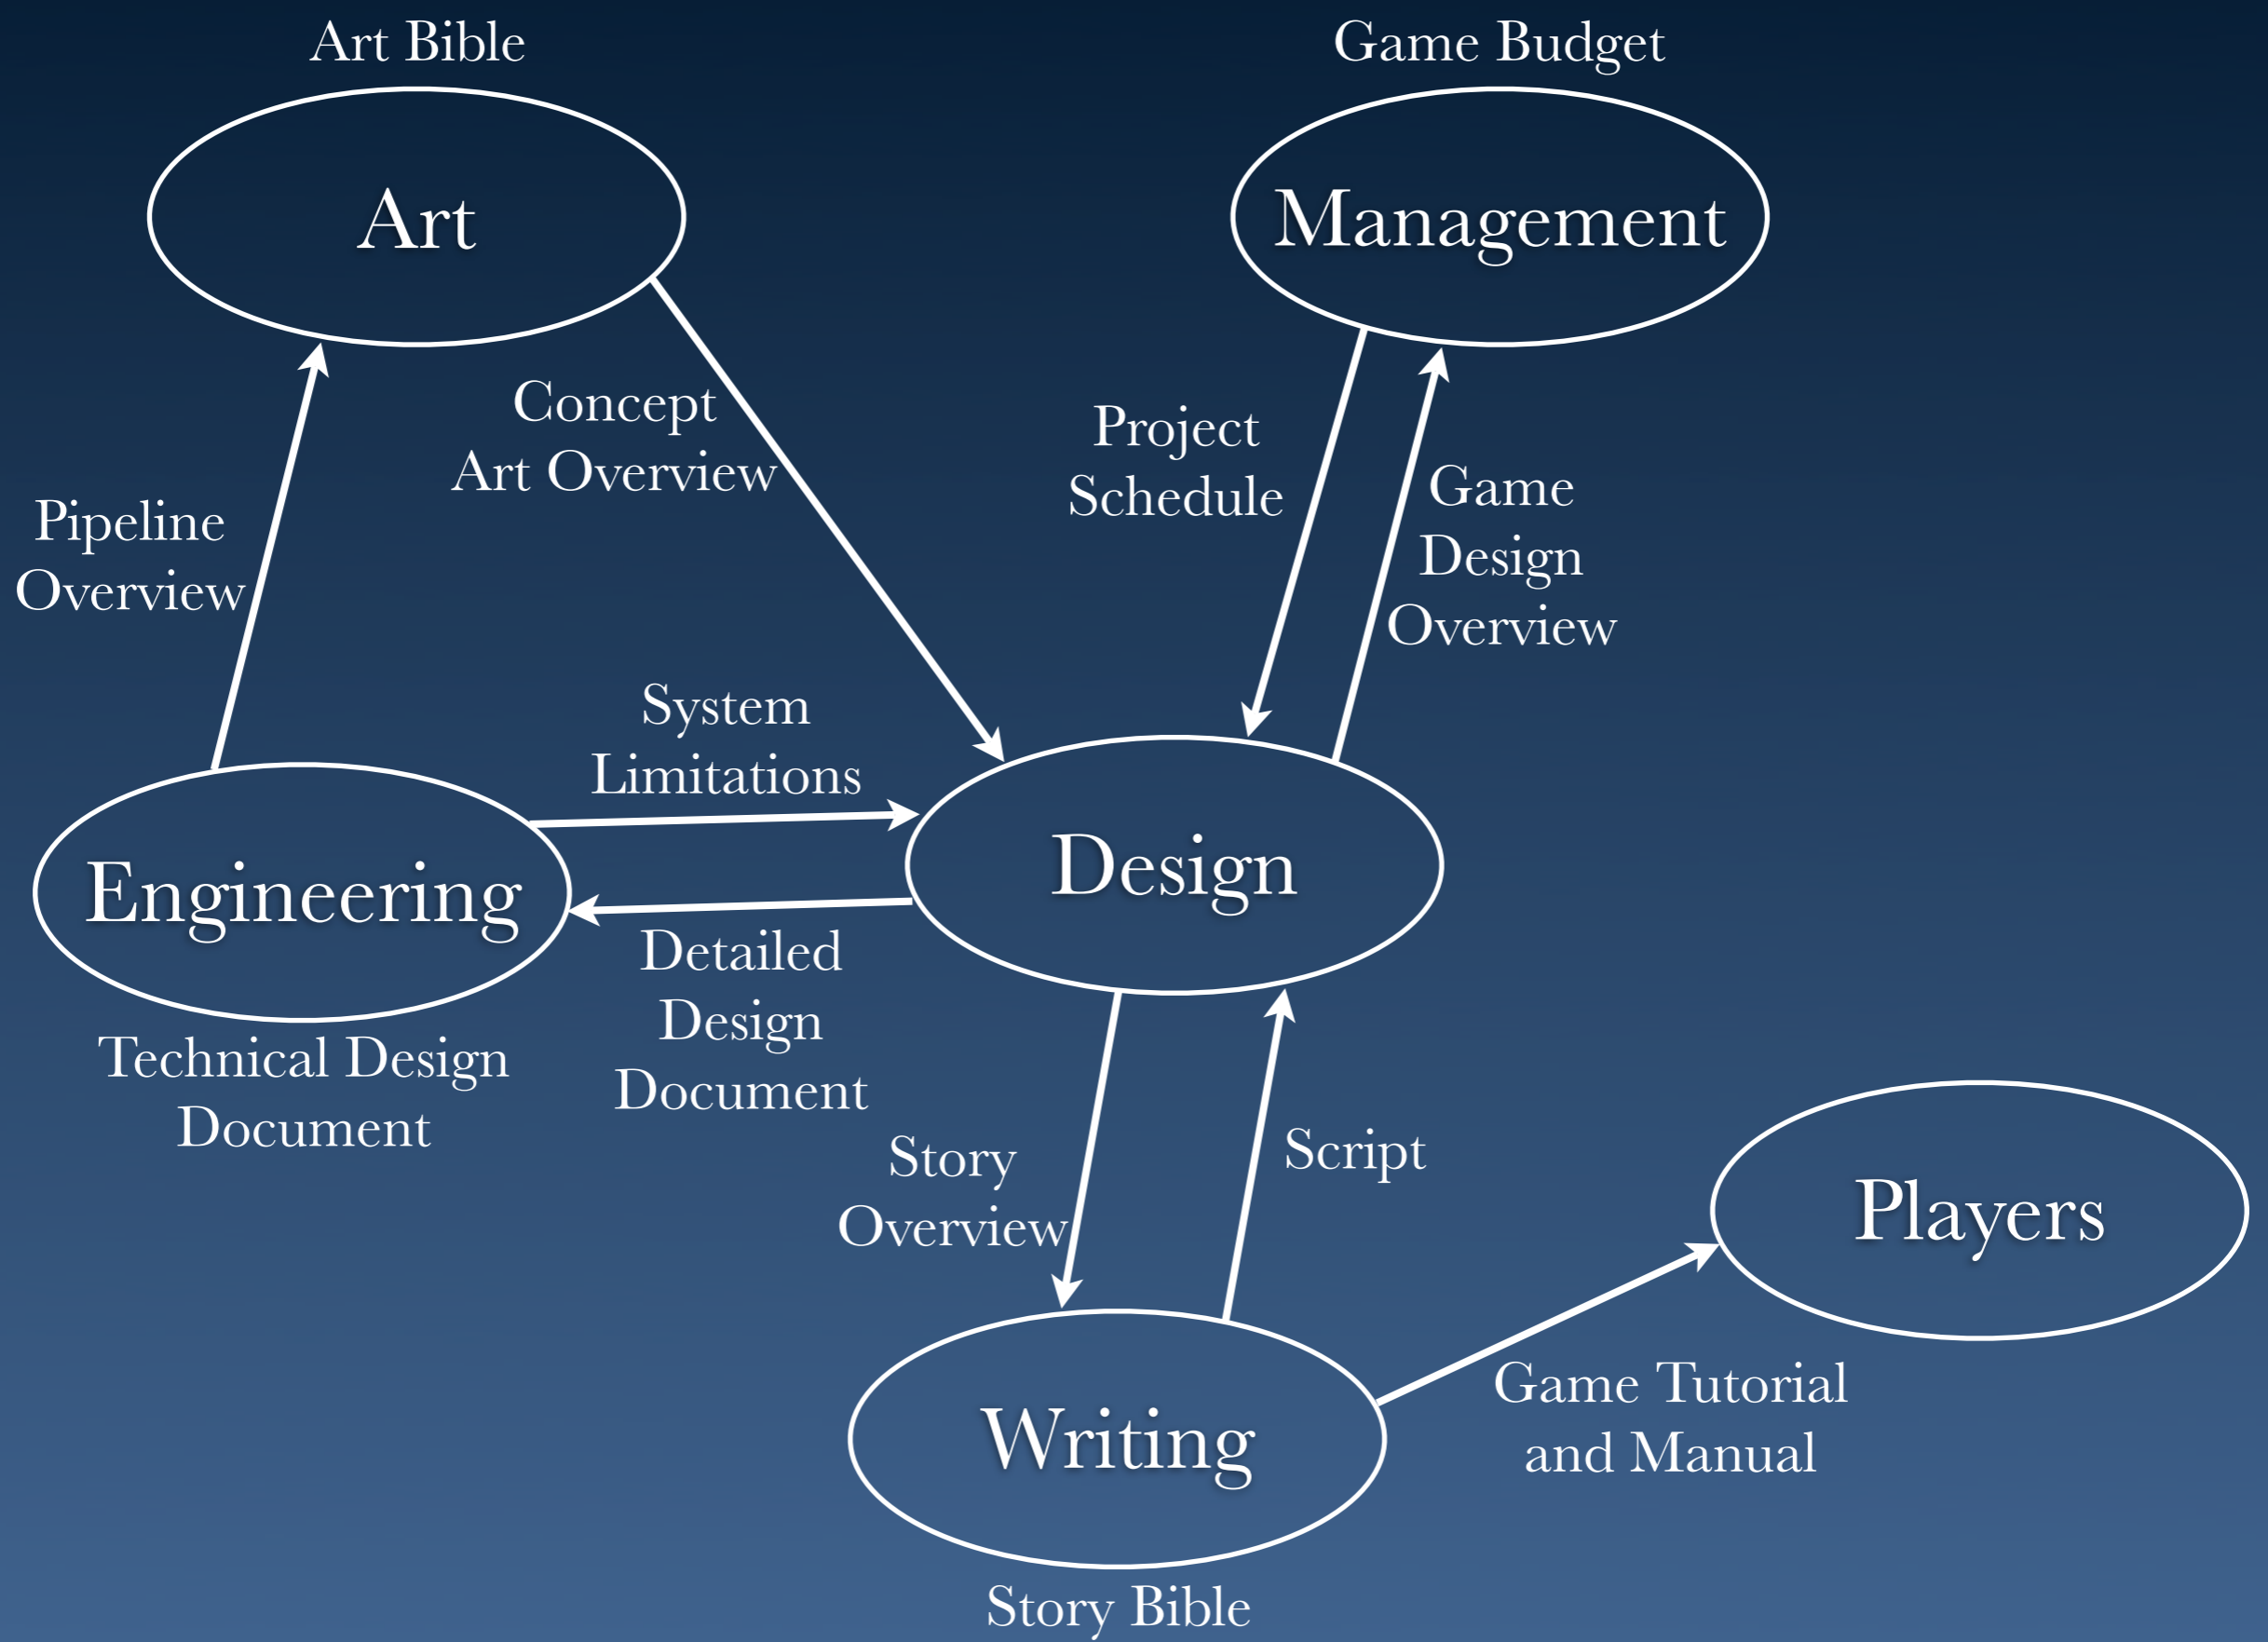 Art Bible
Game Budget
Art
Management
Concept
Art Overview
Project
Schedule
Game
Design
Overview
Pipeline
Overview
System
Limitations
Engineering
Design
Detailed
Design
Document
Technical Design
Document
Story
Overview
Script
Players
Writing
Game Tutorial
and Manual
Story Bible